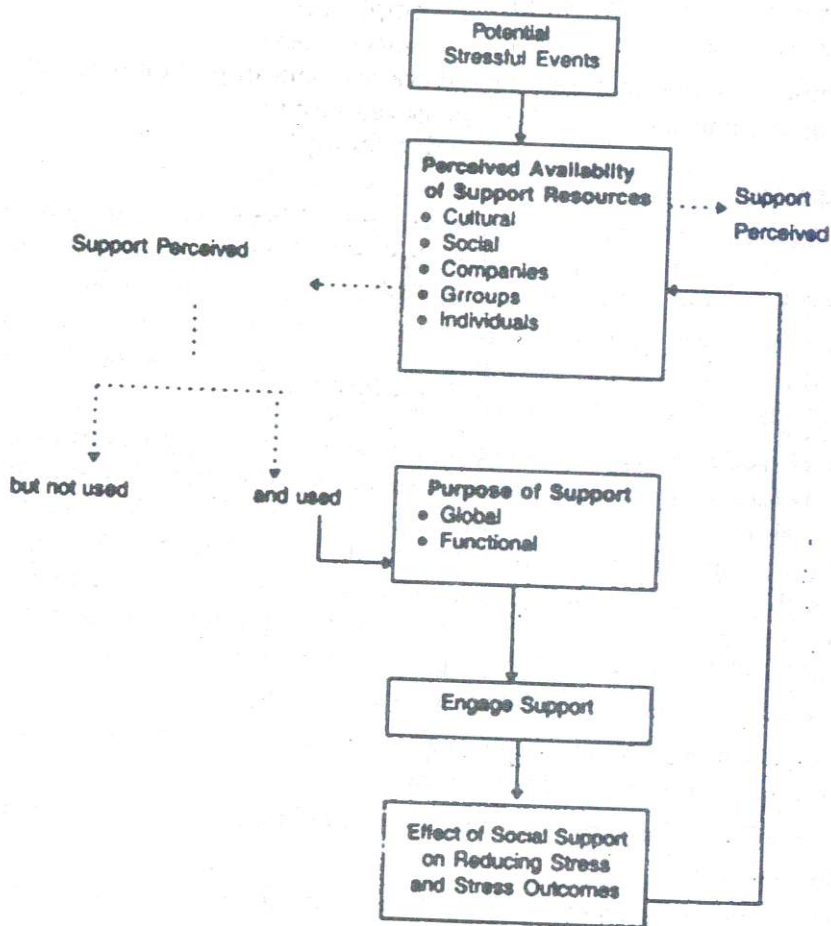 Potential
Stressful Events
Perceived Availability
of Support Resources
• Cultural
• Social
• Companies
• Grroups
• Individuals
Support
Perceived
Support Perceived
but not used
and used
Purpose of Support
• Global
• Functional
Engage Support
Effect of Social Support
on Reducing Stress
and Stress Outcomes